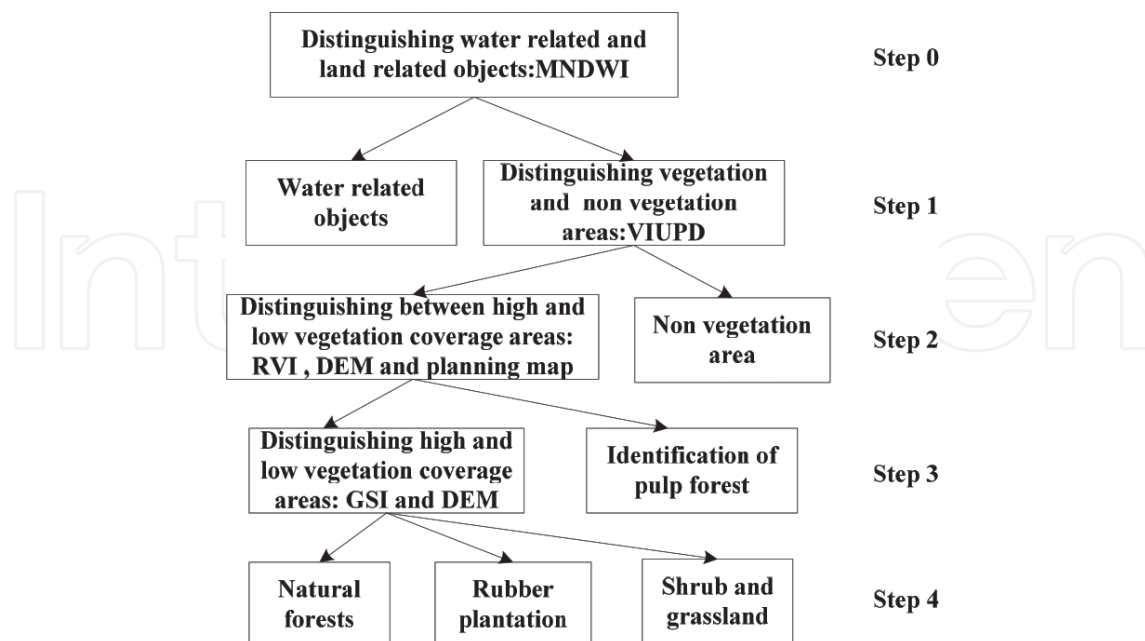 Distinguishing water related and
land related objects:MNDWI
Step 0
Water related
objects
Distinguishing vegetation
and non vegetation
areas:VIUPD
Step 1
Distinguishing between high and
low vegetation coverage areas:
RVI , DEM and planning map
Non vegetation
area
Step 2
Distinguishing high and
low vegetation coverage
areas: GSI and DEM
Identification of
pulp forest
Step 3
Natural
forests
Rubber
plantation
Shrub and
grassland
Step 4
Int
en